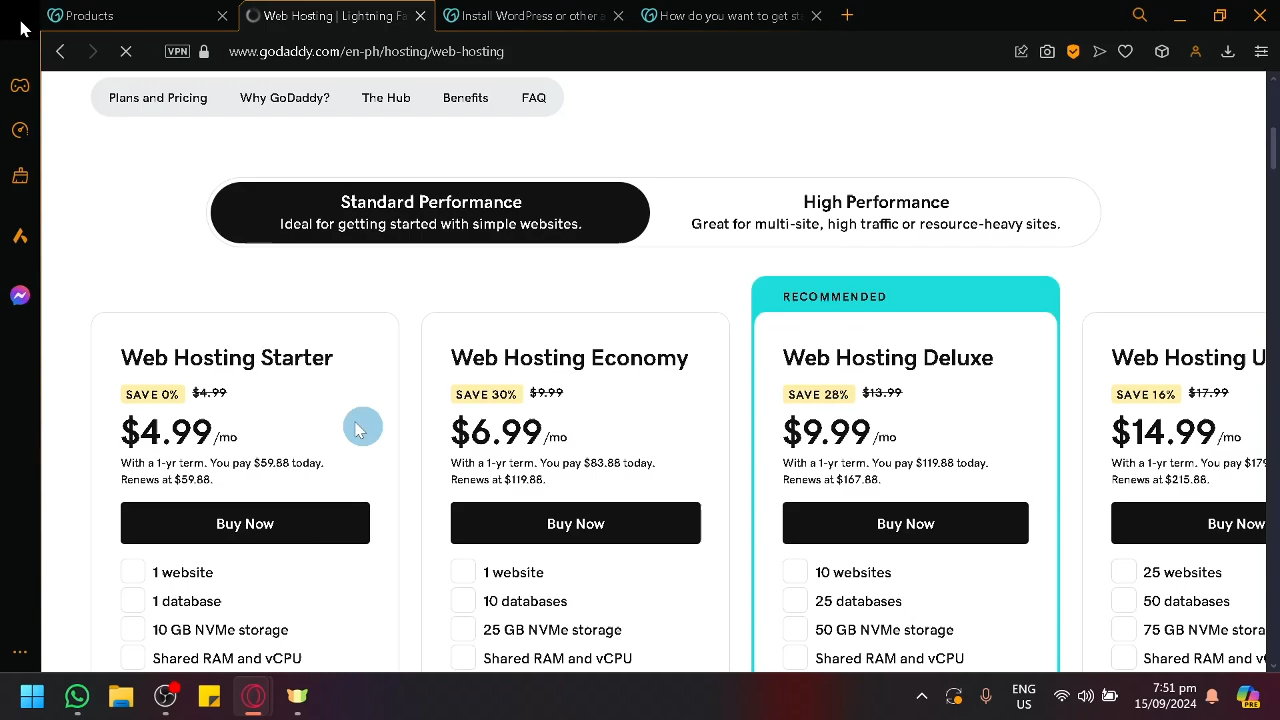 Products
Web Hosting | Lightning Fa
Install WordPress or other a
How do you want to get st
VPN
www.godaddy.com/en-ph/hosting/web-hosting
Plans and Pricing
Why GoDaddy?
The Hub
Benefits
FAQ
Standard Performance
Ideal for getting started with simple websites.
High Performance
Great for multi-site, high traffic or resource-heavy sites.
Web Hosting Starter
SAVE 0% $4.99
$4.99/mo
With a 1-yr term. You pay $59.88 today.
Renews at $59.88.
Buy Now
1 website
1 database
10 GB NVMe storage
Shared RAM and vCPU
Web Hosting Economy
SAVE 30% $9.99
$6.99/mo
With a 1-yr term. You pay $83.88 today.
Renews at $119.88.
Buy Now
1 website
10 databases
25 GB NVMe storage
Shared RAM and vCPU
RECOMMENDED
Web Hosting Deluxe
SAVE 28% $13.99
$9.99/mo
With a 1-yr term. You pay $119.88 today.
Renews at $167.88.
Buy Now
10 websites
25 databases
50 GB NVMe storage
Shared RAM and vCPU
Web Hosting U
SAVE 16% $17.99
$14.99/mo
With a 1-yr term. You pay $179
Renews at $215.88.
Buy Now
25 websites
50 databases
75 GB NVMe stora
Shared RAM and v
ENG
US
7:51 pm
15/09/2024
PRE